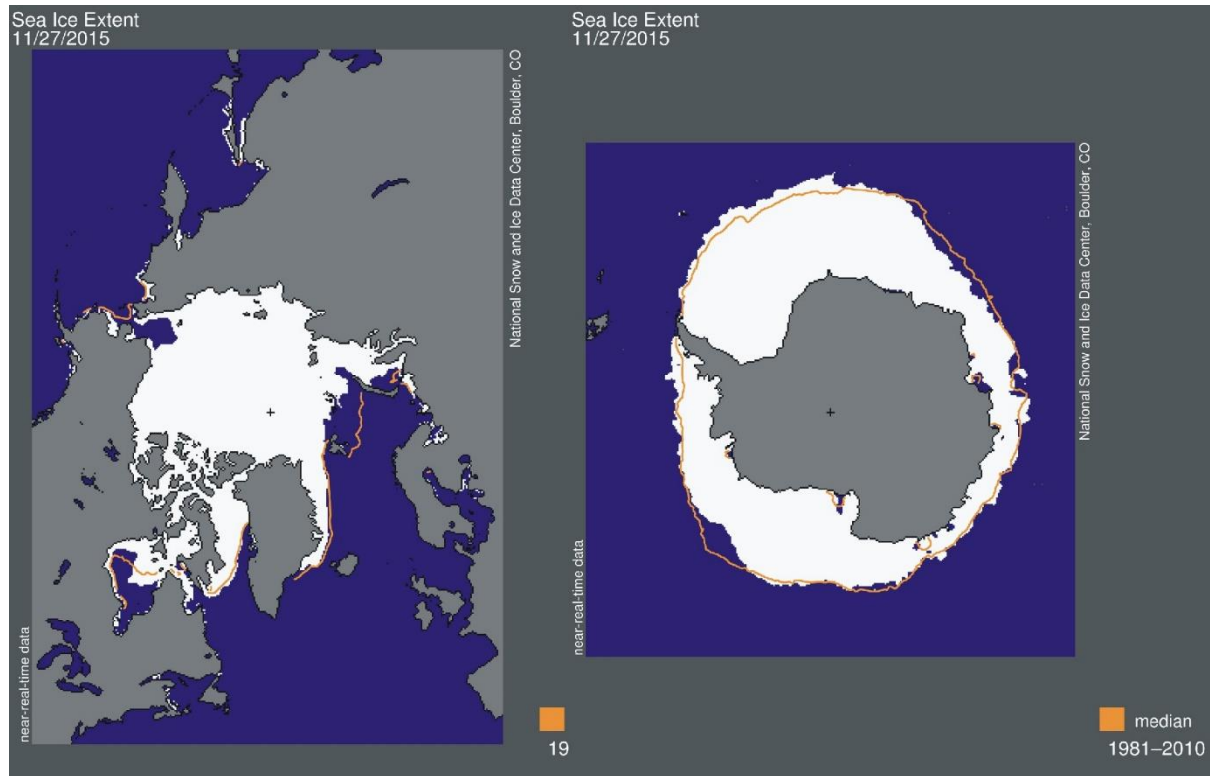 Sea Ice Extent
11/27/2015
National Snow and Ice Data Center, Boulder, CO
near-real-time data
19
Sea Ice Extent
11/27/2015
National Snow and Ice Data Center, Boulder, CO
near-real-time data
median
1981–2010